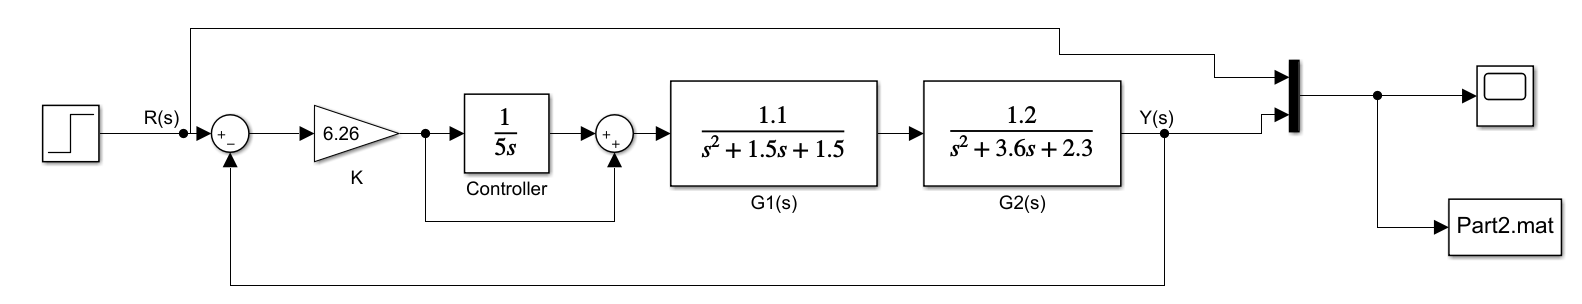 R(s)
+
−
6.26
K
1
5s
Controller
+
+
1.1
s² + 1.5s + 1.5
G1(s)
1.2
s² + 3.6s + 2.3
G2(s)
Y(s)
Part2.mat